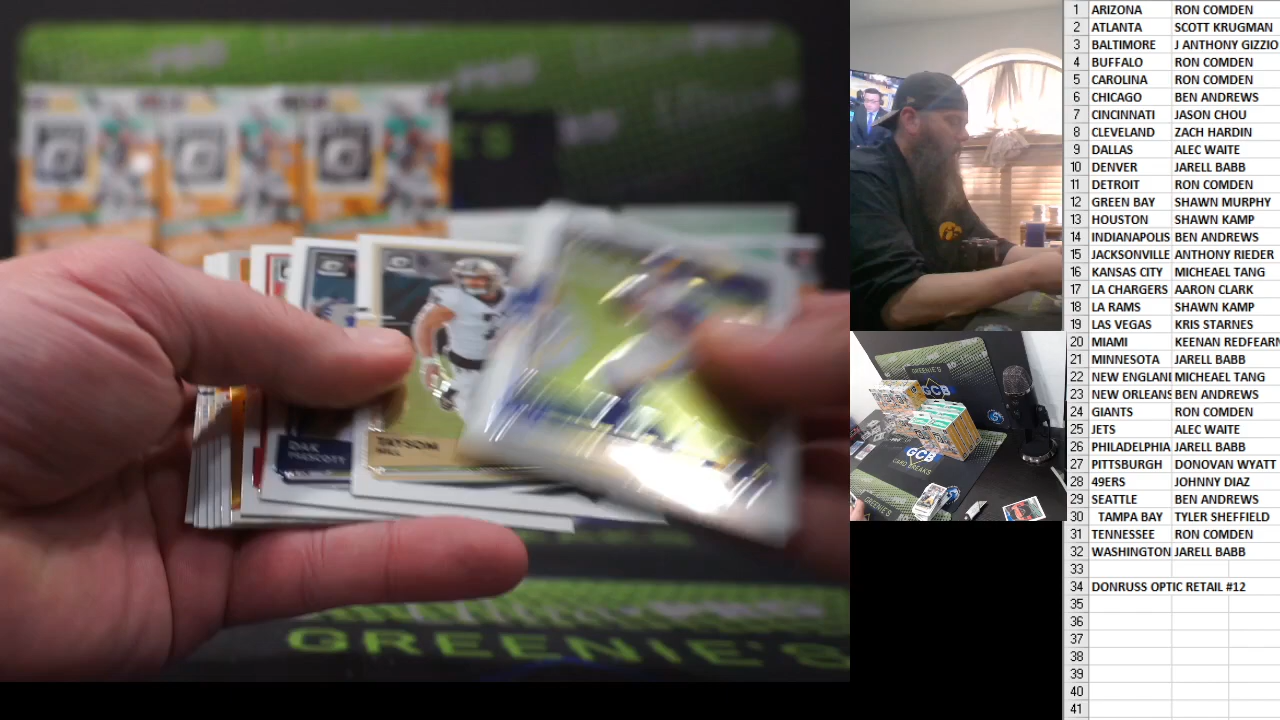 DAK
PRESCOTT
TAYSOM
HILL
GREENIE'S
GREENIE'S
GCB
GCB
CARD BREAKS
GREENIE'S
1 ARIZONA RON COMDEN
2 ATLANTA SCOTT KRUGMAN
3 BALTIMORE J ANTHONY GIZZIO
4 BUFFALO RON COMDEN
5 CAROLINA RON COMDEN
6 CHICAGO BEN ANDREWS
7 CINCINNATI JASON CHOU
8 CLEVELAND ZACH HARDIN
9 DALLAS ALEC WAITE
10 DENVER JARELL BABB
11 DETROIT RON COMDEN
12 GREEN BAY SHAWN MURPHY
13 HOUSTON SHAWN KAMP
14 INDIANAPOLIS BEN ANDREWS
15 JACKSONVILLE ANTHONY RIEDER
16 KANSAS CITY MICHEAEL TANG
17 LA CHARGERS AARON CLARK
18 LA RAMS SHAWN KAMP
19 LAS VEGAS KRIS STARNES
20 MIAMI KEENAN REDFEARN
21 MINNESOTA JARELL BABB
22 NEW ENGLAND MICHEAEL TANG
23 NEW ORLEANS BEN ANDREWS
24 GIANTS RON COMDEN
25 JETS ALEC WAITE
26 PHILADELPHIA JARELL BABB
27 PITTSBURGH DONOVAN WYATT
28 49ERS JOHNNY DIAZ
29 SEATTLE BEN ANDREWS
30 TAMPA BAY TYLER SHEFFIELD
31 TENNESSEE RON COMDEN
32 WASHINGTON JARELL BABB
33
34 DONRUSS OPTIC RETAIL #12
35
36
37
38
39
40
41